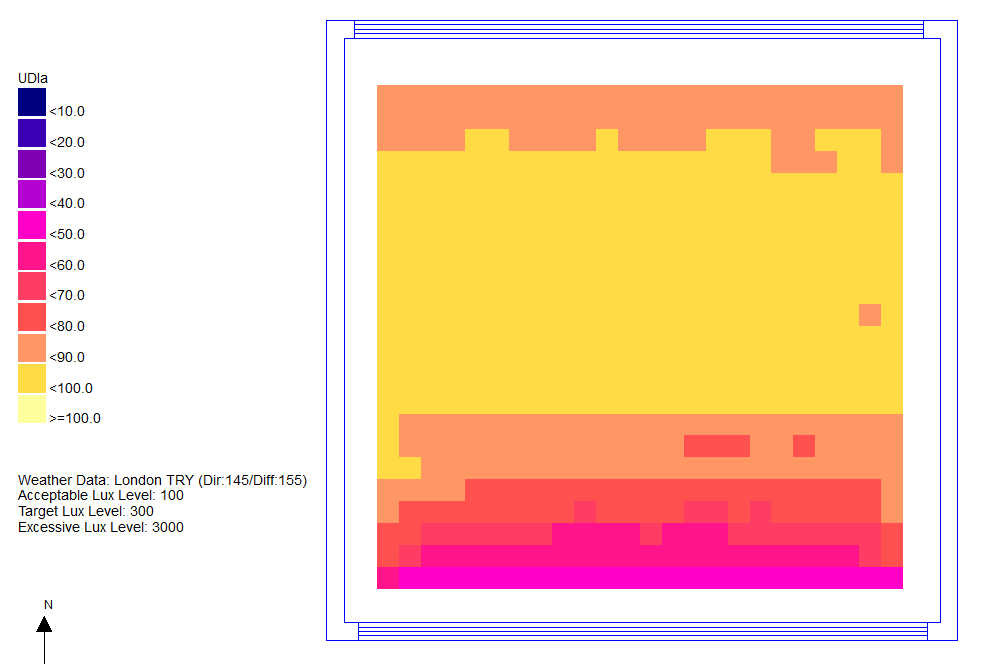 UDIa
<10.0
<20.0
<30.0
<40.0
<50.0
<60.0
<70.0
<80.0
<90.0
<100.0
>=100.0
Weather Data: London TRY (Dir:145/Diff:155)
Acceptable Lux Level: 100
Target Lux Level: 300
Excessive Lux Level: 3000
N